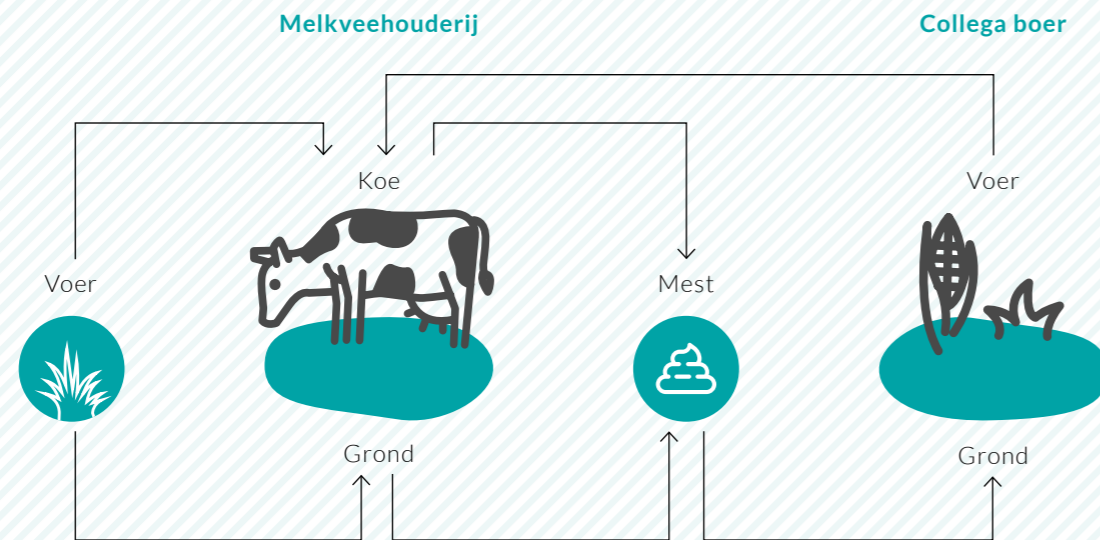 Melkveehouderij
Collega boer
Koe
Voer
Voer
Mest
Grond
Grond